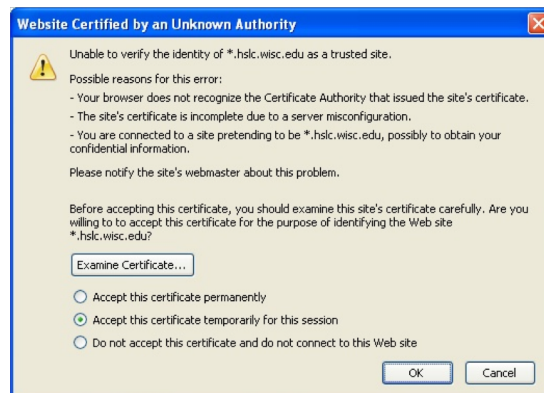 Website Certified by an Unknown Authority
Unable to verify the identity of *.hslc.wisc.edu as a trusted site.
Possible reasons for this error:
- Your browser does not recognize the Certificate Authority that issued the site's certificate.
- The site's certificate is incomplete due to a server misconfiguration.
- You are connected to a site pretending to be *.hslc.wisc.edu, possibly to obtain your
confidential information.
Please notify the site's webmaster about this problem.
Before accepting this certificate, you should examine this site's certificate carefully. Are you
willing to to accept this certificate for the purpose of identifying the Web site
*.hslc.wisc.edu?
Examine Certificate...
Accept this certificate permanently
Accept this certificate temporarily for this session
Do not accept this certificate and do not connect to this Web site
OK Cancel